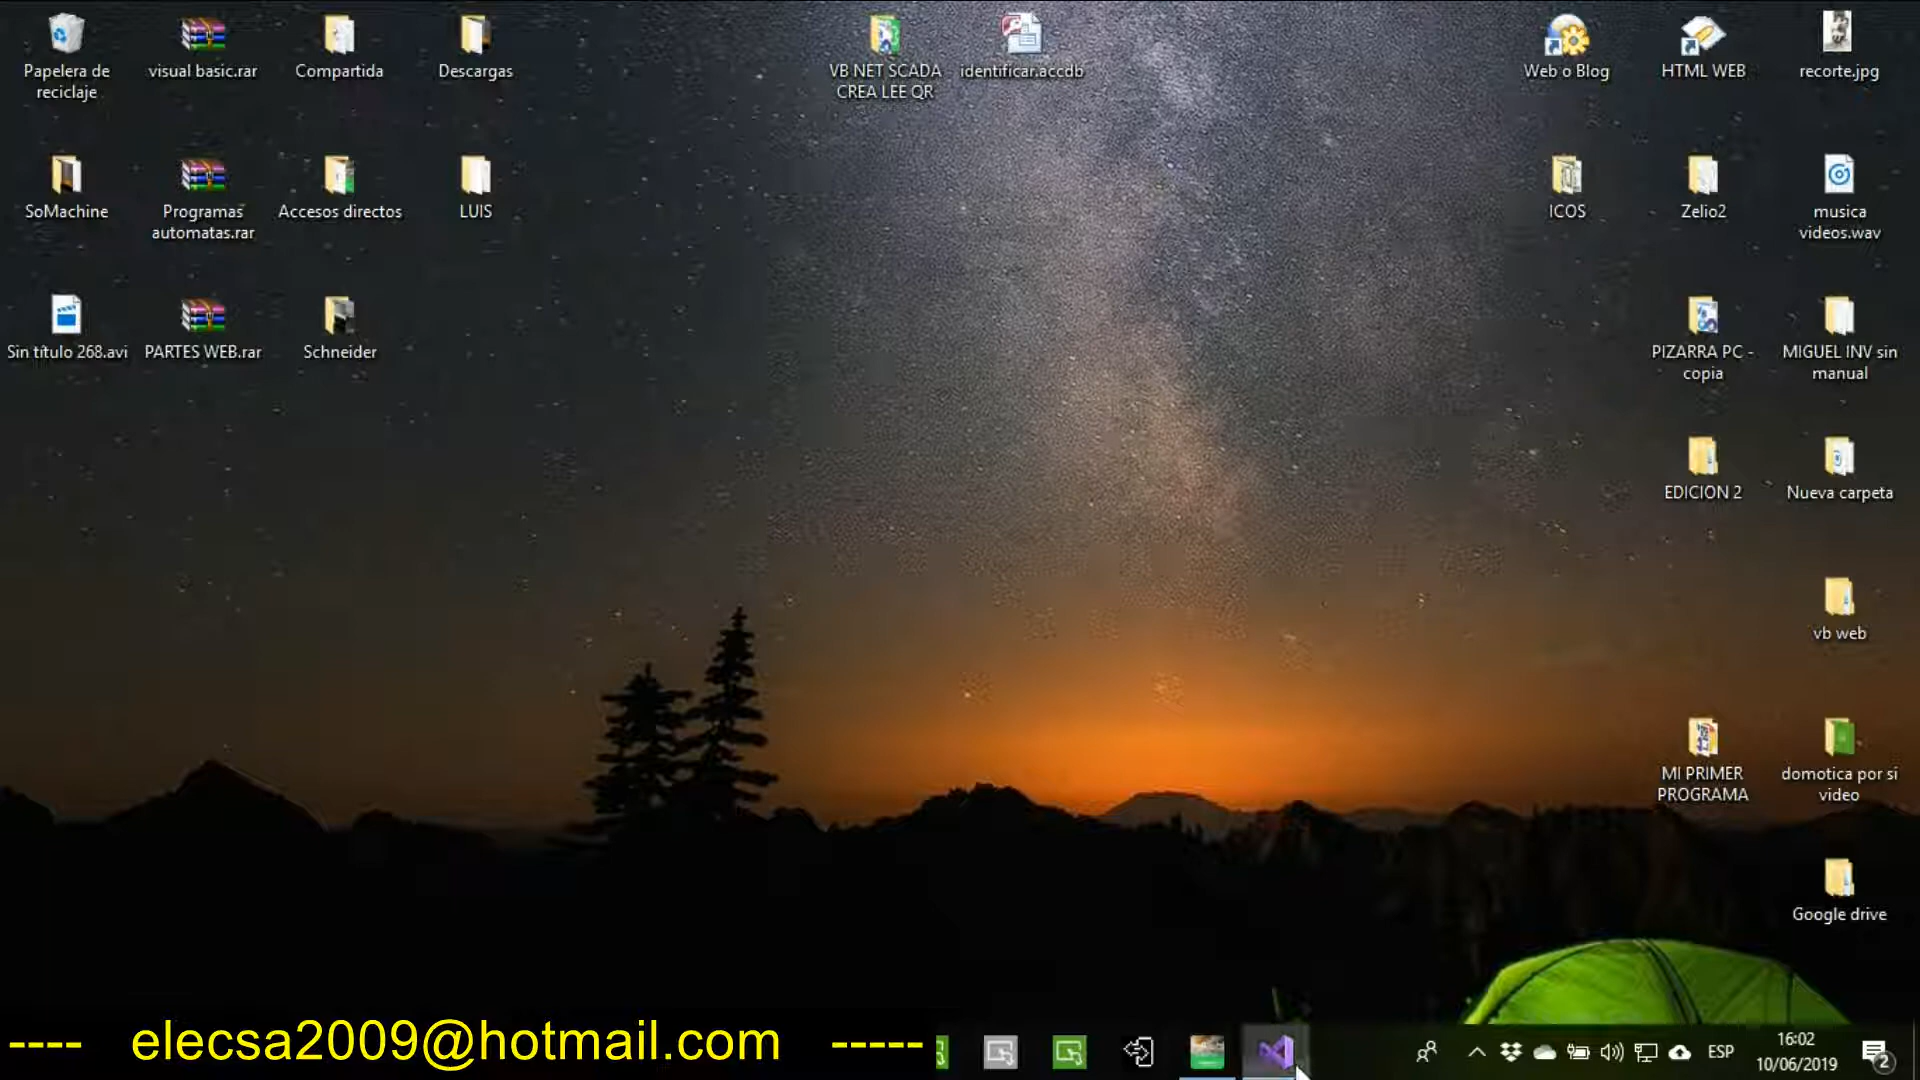 Papelera de
reciclaje
visual basic.rar
Compartida
Descargas
VB NET SCADA
CREA LEE QR
identificar.accdb
Web o Blog
HTML WEB
recorte.jpg
SoMachine
Programas
automatas.rar
Accesos directos
LUIS
ICOS
Zelio2
musica
videos.wav
Sin título 268.avi
PARTES WEB.rar
Schneider
PIZARRA PC -
copia
MIGUEL INV sin
manual
EDICION 2
Nueva carpeta
vb web
MI PRIMER
PROGRAMA
domotica por si
video
Google drive
---- elecsa2009@hotmail.com -----
ESP
16:02
10/06/2019
2